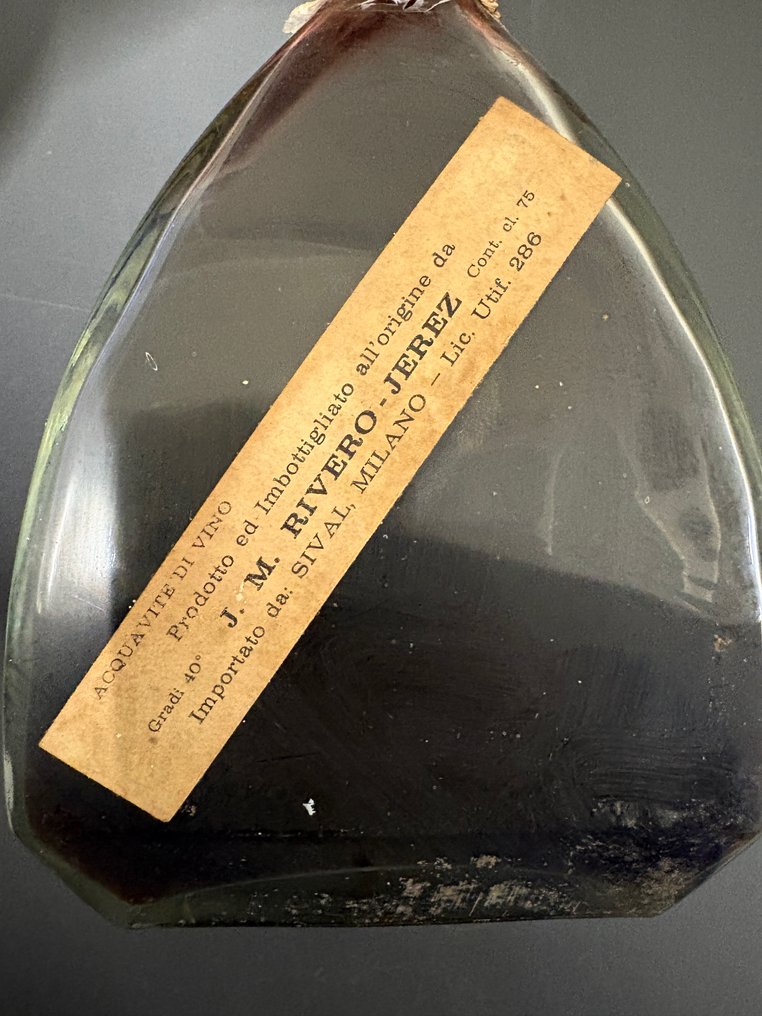 ACQUAVITE DI VINO
Prodotto ed Imbottigliato all'origine da
Gradi 40° J. M. RIVERO-JEREZ Cont. cl. 75
Importato da: SIVAL, MILANO – Lic. Utif. 286